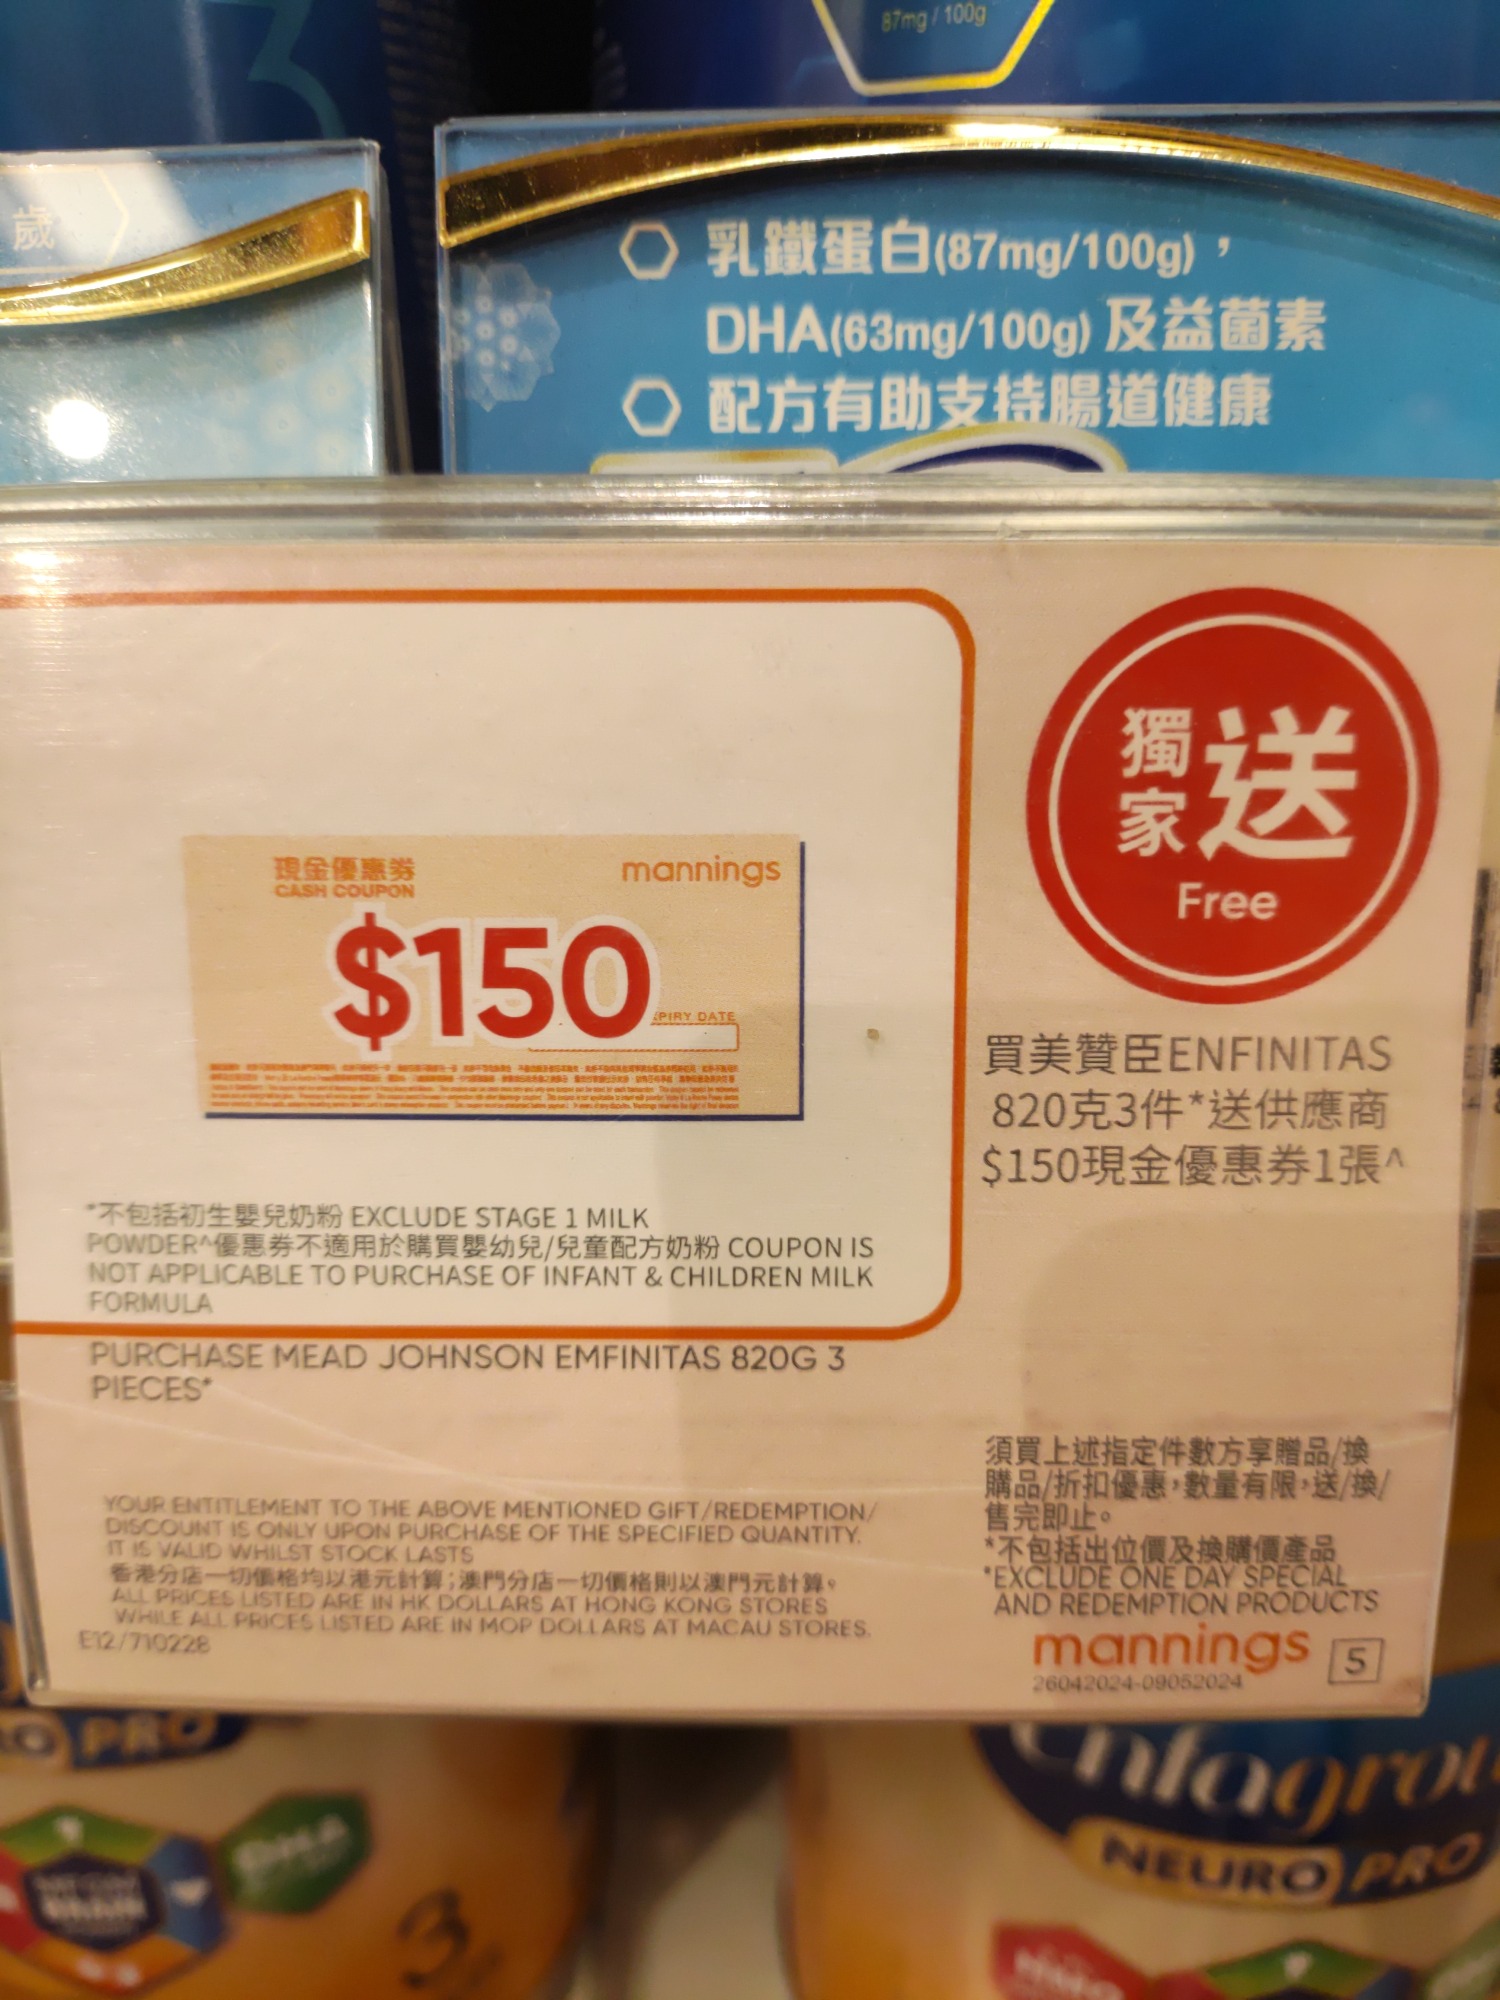 87mg / 100g
歲
乳鐵蛋白(87mg/100g)，
DHA(63mg/100g) 及益菌素
配方有助支持腸道健康
獨家送
Free
現金優惠券
CASH COUPON
mannings
$150
PIRY DATE
買美贊臣ENFINITAS
820克3件*送供應商
$150現金優惠券1張^
*不包括初生嬰兒奶粉 EXCLUDE STAGE 1 MILK
POWDER^優惠券不適用於購買嬰幼兒/兒童配方奶粉 COUPON IS
NOT APPLICABLE TO PURCHASE OF INFANT & CHILDREN MILK
FORMULA
PURCHASE MEAD JOHNSON EMFINITAS 820G 3
PIECES*
YOUR ENTITLEMENT TO THE ABOVE MENTIONED GIFT/REDEMPTION/
DISCOUNT IS ONLY UPON PURCHASE OF THE SPECIFIED QUANTITY.
IT IS VALID WHILST STOCK LASTS
香港分店一切價格均以港元計算;澳門分店一切價格則以澳門元計算。
ALL PRICES LISTED ARE IN HK DOLLARS AT HONG KONG STORES
WHILE ALL PRICES LISTED ARE IN MOP DOLLARS AT MACAU STORES.
E12/710228
須買上述指定件數方享贈品/換
購品/折扣優惠,數量有限,送/換/
售完即止。
*不包括出位價及換購價產品
*EXCLUDE ONE DAY SPECIAL
AND REDEMPTION PRODUCTS
mannings 5
26042024-09052024
PRO
DHA
3
enfagrow
NEURO PRO